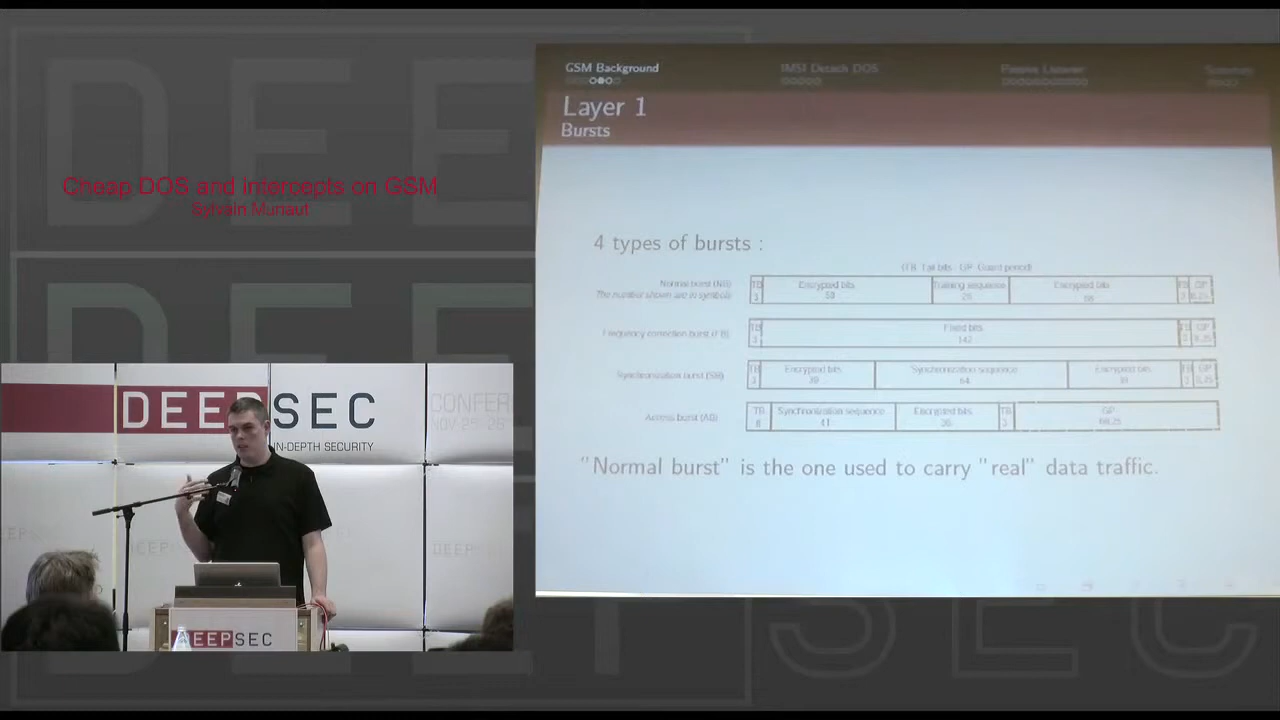 Cheap DOS and intercepts on GSM
Sylvain Munaut
GSM Background
IMSI Detach DOS
Passive Listener
Summary
Layer 1
Bursts
4 types of bursts :
(TB: Tail bits ; GP: Guard period)
Normal burst (NB)
The number shown are in symbols
TB 3 Encrypted bits 58 Training sequence 26 Encrypted bits 58 TB 3 GP 8.25
Frequency correction burst (FB)
TB 3 Fixed bits 142 TB 3 GP 8.25
Synchronization burst (SB)
TB 3 Encrypted bits 39 Synchronization sequence 64 Encrypted bits 39 TB 3 GP 8.25
Access burst (AB)
TB 8 Synchronization sequence 41 Encrypted bits 36 TB 3 GP 68.25
"Normal burst" is the one used to carry "real" data traffic.
DEEPSEC
IN-DEPTH SECURITY
CONFER
NOV 23-26
DEEPSEC